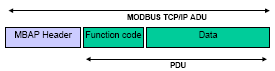 MODBUS TCP/IP ADU
MBAP Header Function code Data
PDU